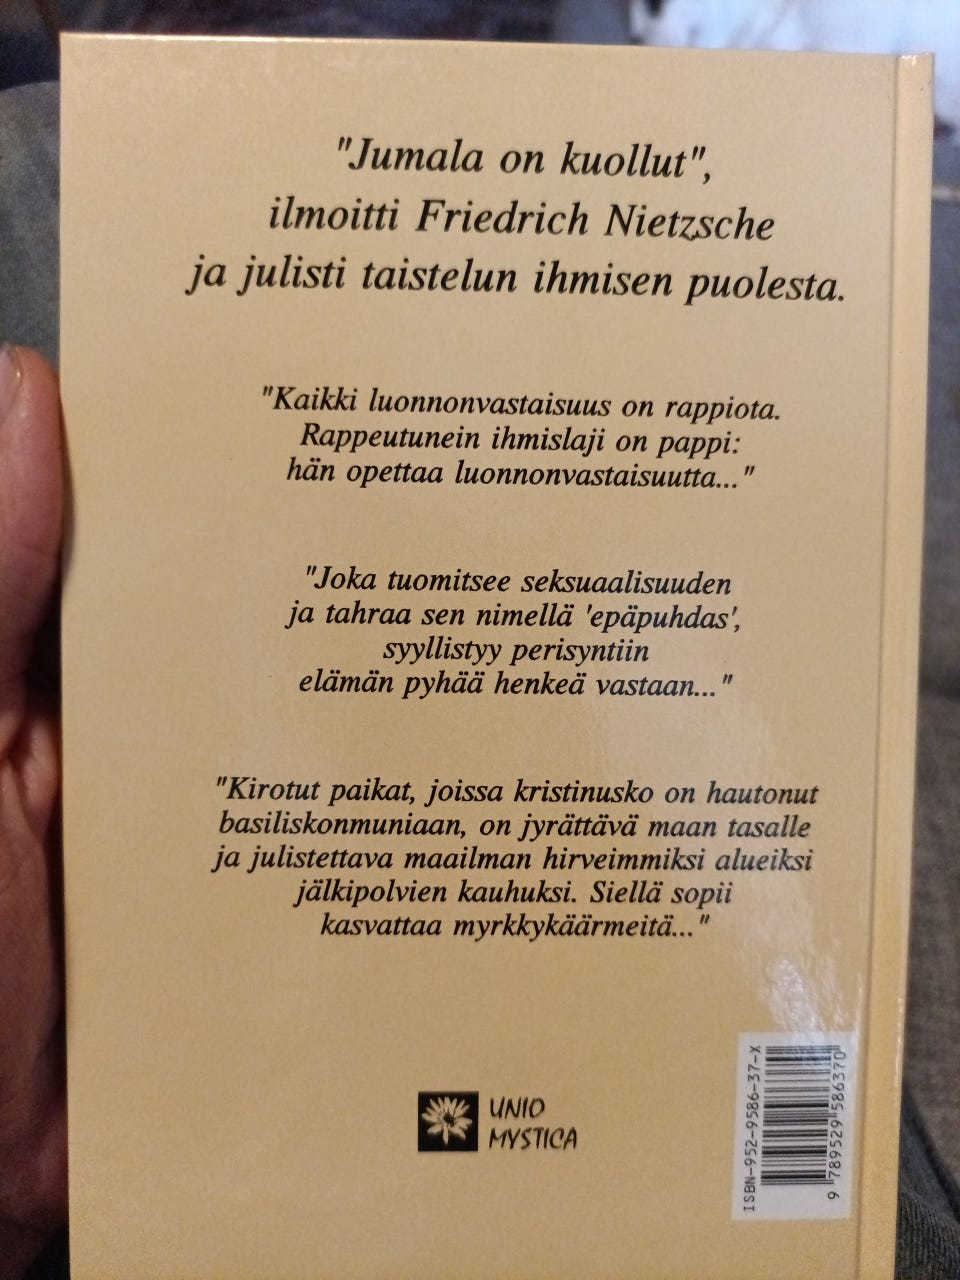 "Jumala on kuollut",
ilmoitti Friedrich Nietzsche
ja julisti taistelun ihmisen puolesta.
"Kaikki luonnonvastaisuus on rappiota.
Rappeutunein ihmislaji on pappi:
hän opettaa luonnonvastaisuutta..."
"Joka tuomitsee seksuaalisuuden
ja tahraa sen nimellä 'epäpuhdas',
syyllistyy perisyntiin
elämän pyhää henkeä vastaan..."
"Kirotut paikat, joissa kristinusko on hautonut
basiliskonmuniaan, on jyrättävä maan tasalle
ja julistettava maailman hirveimmiksi alueiksi
jälkipolvien kauhuksi. Siellä sopii
kasvattaa myrkkykäärmeitä..."
UNIO
MYSTICA
ISBN-952-9586-37-X
9 789529 586370